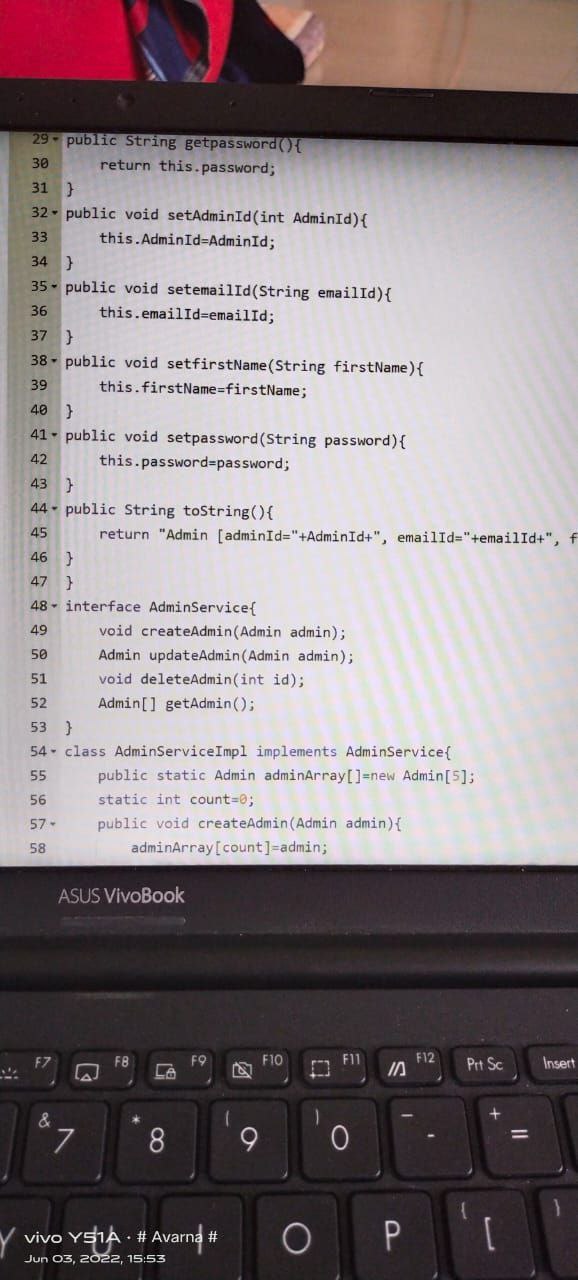 29 public String getpassword(){
30 return this.password;
31 }
32 public void setAdminId(int AdminId){
33 this.AdminId=AdminId;
34 }
35 public void setemailId(String emailId){
36 this.emailId=emailId;
37 }
38 public void setfirstName(String firstName){
39 this.firstName=firstName;
40 }
41 public void setpassword(String password){
42 this.password=password;
43 }
44 public String toString(){
45 return "Admin [adminId="+AdminId+", emailId="+emailId+", f
46 }
47 }
48 interface AdminService{
49 void createAdmin(Admin admin);
50 Admin updateAdmin(Admin admin);
51 void deleteAdmin(int id);
52 Admin[] getAdmin();
53 }
54 class AdminServiceImpl implements AdminService{
55 public static Admin adminArray[]=new Admin[5];
56 static int count=0;
57 public void createAdmin(Admin admin){
58 adminArray[count]=admin;
ASUS VivoBook
F7 F8 F9 F10 F11 F12 Prt Sc Insert
& * ( ) _ +
7 8 9 0 - =
{ }
Y U I O P [
vivo Y51A · # Avarna #
Jun 03, 2022, 15:53